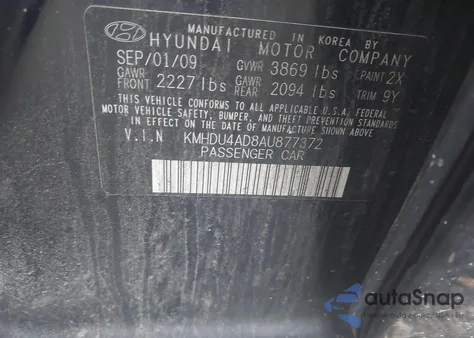 MANUFACTURED IN KOREA BY
HYUNDAI MOTOR COMPANY
SEP/01/09 GVWR 3869 lbs PAINT 2X
GAWR FRONT 2227 lbs GAWR REAR 2094 lbs TRIM 9Y
THIS VEHICLE CONFORMS TO ALL APPLICABLE U.S.A. FEDERAL
MOTOR VEHICLE SAFETY, BUMPER, AND THEFT PREVENTION STANDARDS
IN EFFECT ON THE DATE OF MANUFACTURE SHOWN ABOVE.
V.I.N KMHDU4AD8AU877372
PASSENGER CAR
autoSnap